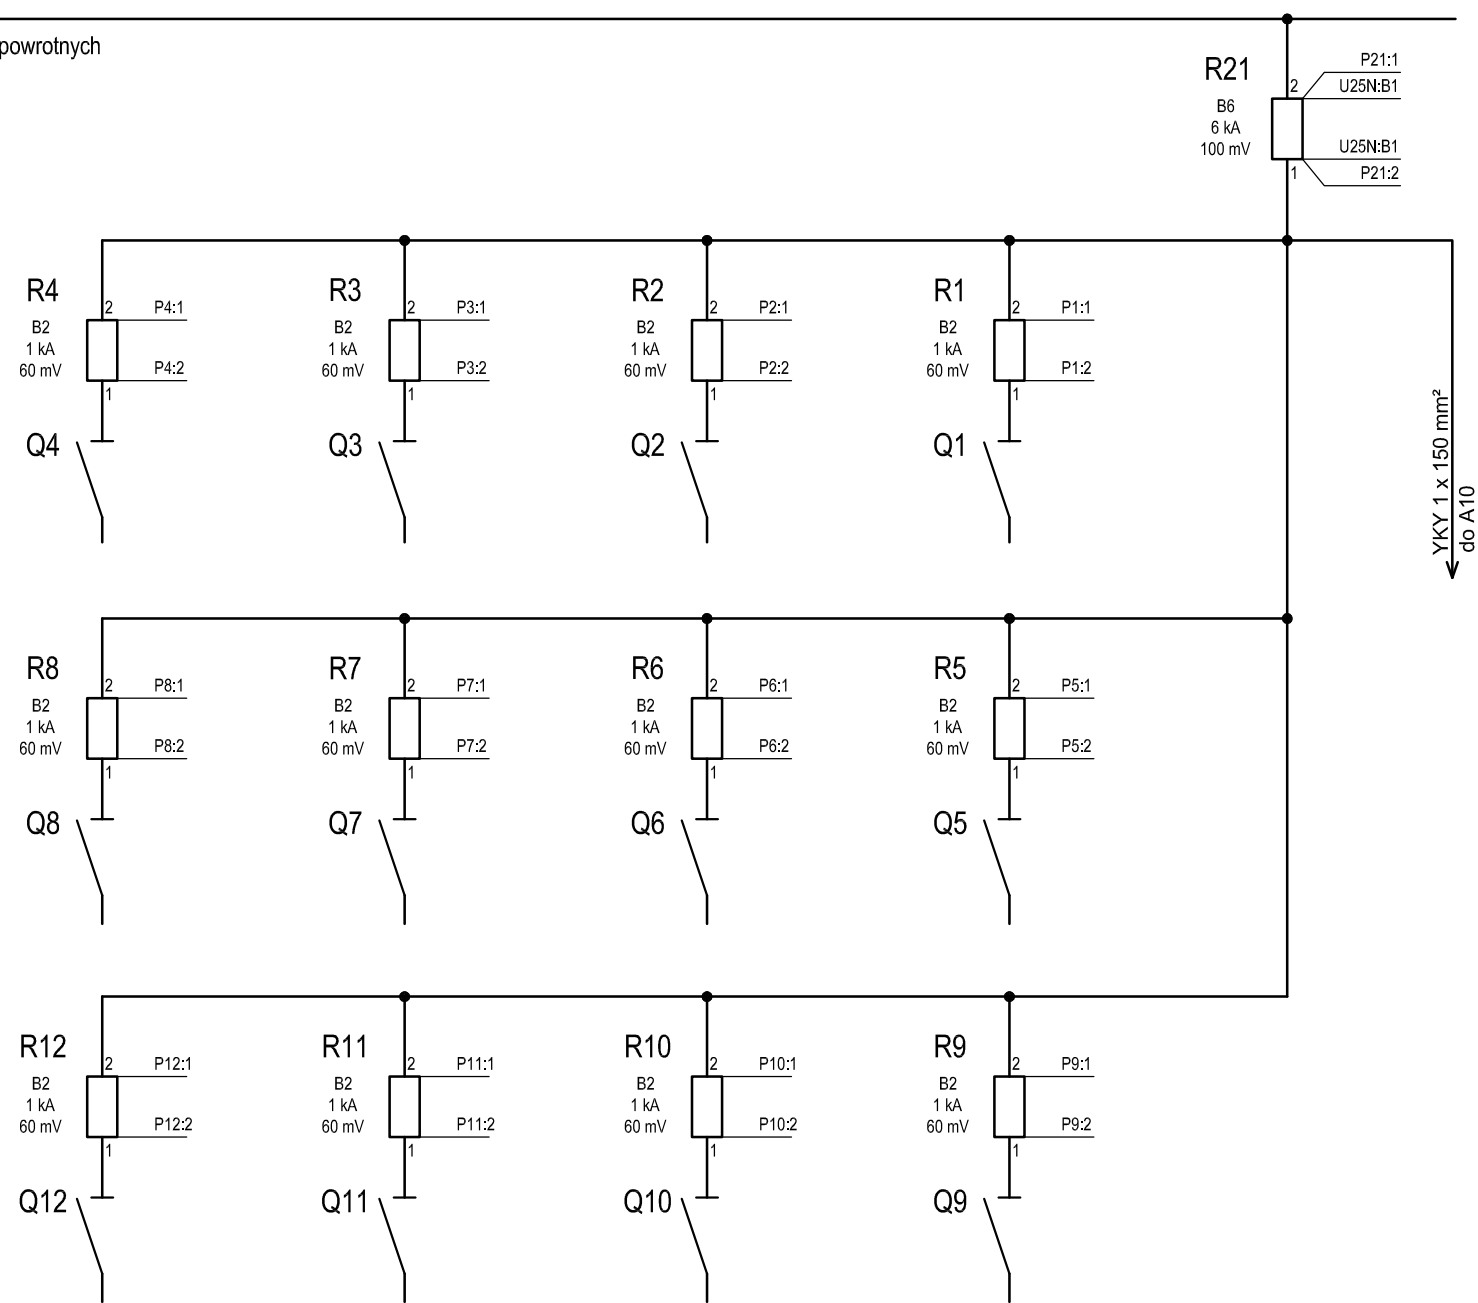 powrotnych
R21
B6
6 kA
100 mV
2
1
P21:1
U25N:B1
U25N:B1
P21:2
R4
B2
1 kA
60 mV
2
1
P4:1
P4:2
Q4
R3
B2
1 kA
60 mV
2
1
P3:1
P3:2
Q3
R2
B2
1 kA
60 mV
2
1
P2:1
P2:2
Q2
R1
B2
1 kA
60 mV
2
1
P1:1
P1:2
Q1
YKY 1 x 150 mm²
do A10
R8
B2
1 kA
60 mV
2
1
P8:1
P8:2
Q8
R7
B2
1 kA
60 mV
2
1
P7:1
P7:2
Q7
R6
B2
1 kA
60 mV
2
1
P6:1
P6:2
Q6
R5
B2
1 kA
60 mV
2
1
P5:1
P5:2
Q5
R12
B2
1 kA
60 mV
2
1
P12:1
P12:2
Q12
R11
B2
1 kA
60 mV
2
1
P11:1
P11:2
Q11
R10
B2
1 kA
60 mV
2
1
P10:1
P10:2
Q10
R9
B2
1 kA
60 mV
2
1
P9:1
P9:2
Q9